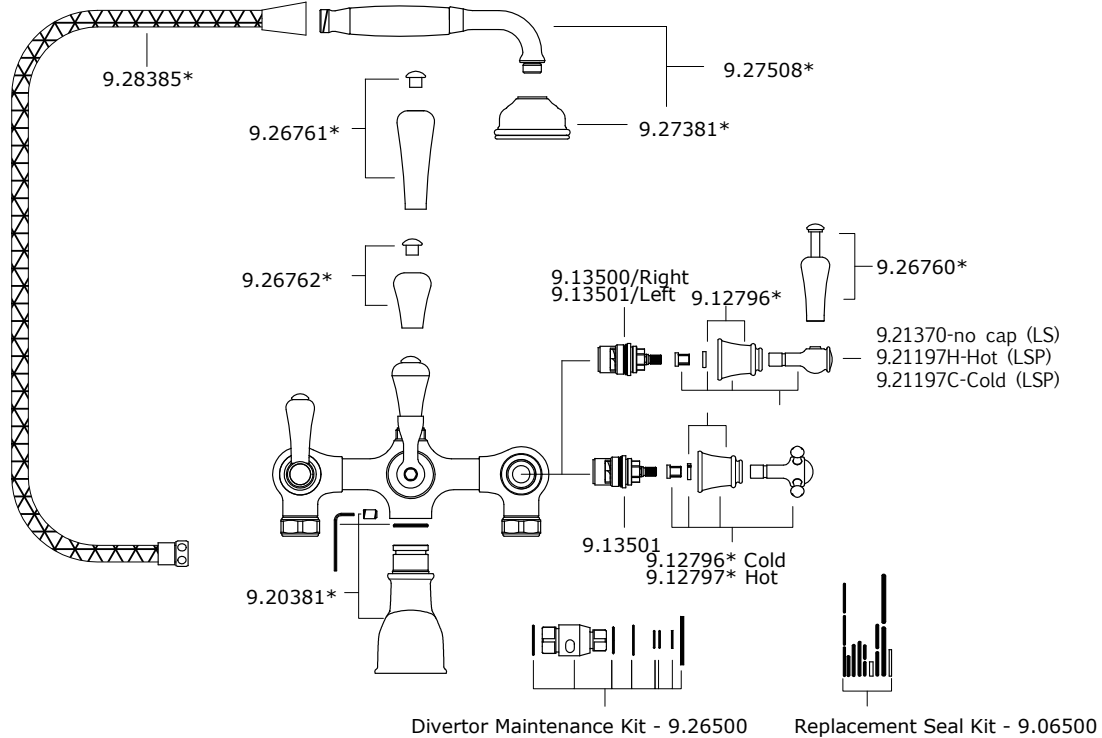 9.28385*
9.27508*
9.26761*
9.27381*
9.26762*
9.13500/Right
9.13501/Left
9.12796*
9.26760*
9.21370-no cap (LS)
9.21197H-Hot (LSP)
9.21197C-Cold (LSP)
9.13501
9.12796* Cold
9.12797* Hot
9.20381*
Divertor Maintenance Kit - 9.26500
Replacement Seal Kit - 9.06500